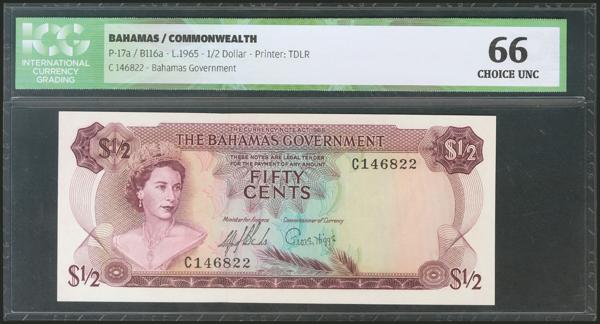 ICG
INTERNATIONAL
CURRENCY
GRADING
BAHAMAS / COMMONWEALTH
P-17a / B116a - L.1965 - 1/2 Dollar - Printer: TDLR
C 146822 - Bahamas Government
66
CHOICE UNC
THE CURRENCY NOTE ACT 1965
THE BAHAMAS GOVERNMENT
$1/2
THESE NOTES ARE LEGAL TENDER
FOR THE PAYMENT OF ANY AMOUNT
$1/2
C146822
FIFTY
CENTS
Minister for Finance
Commissioner of Currency
C146822
$1/2
$1/2